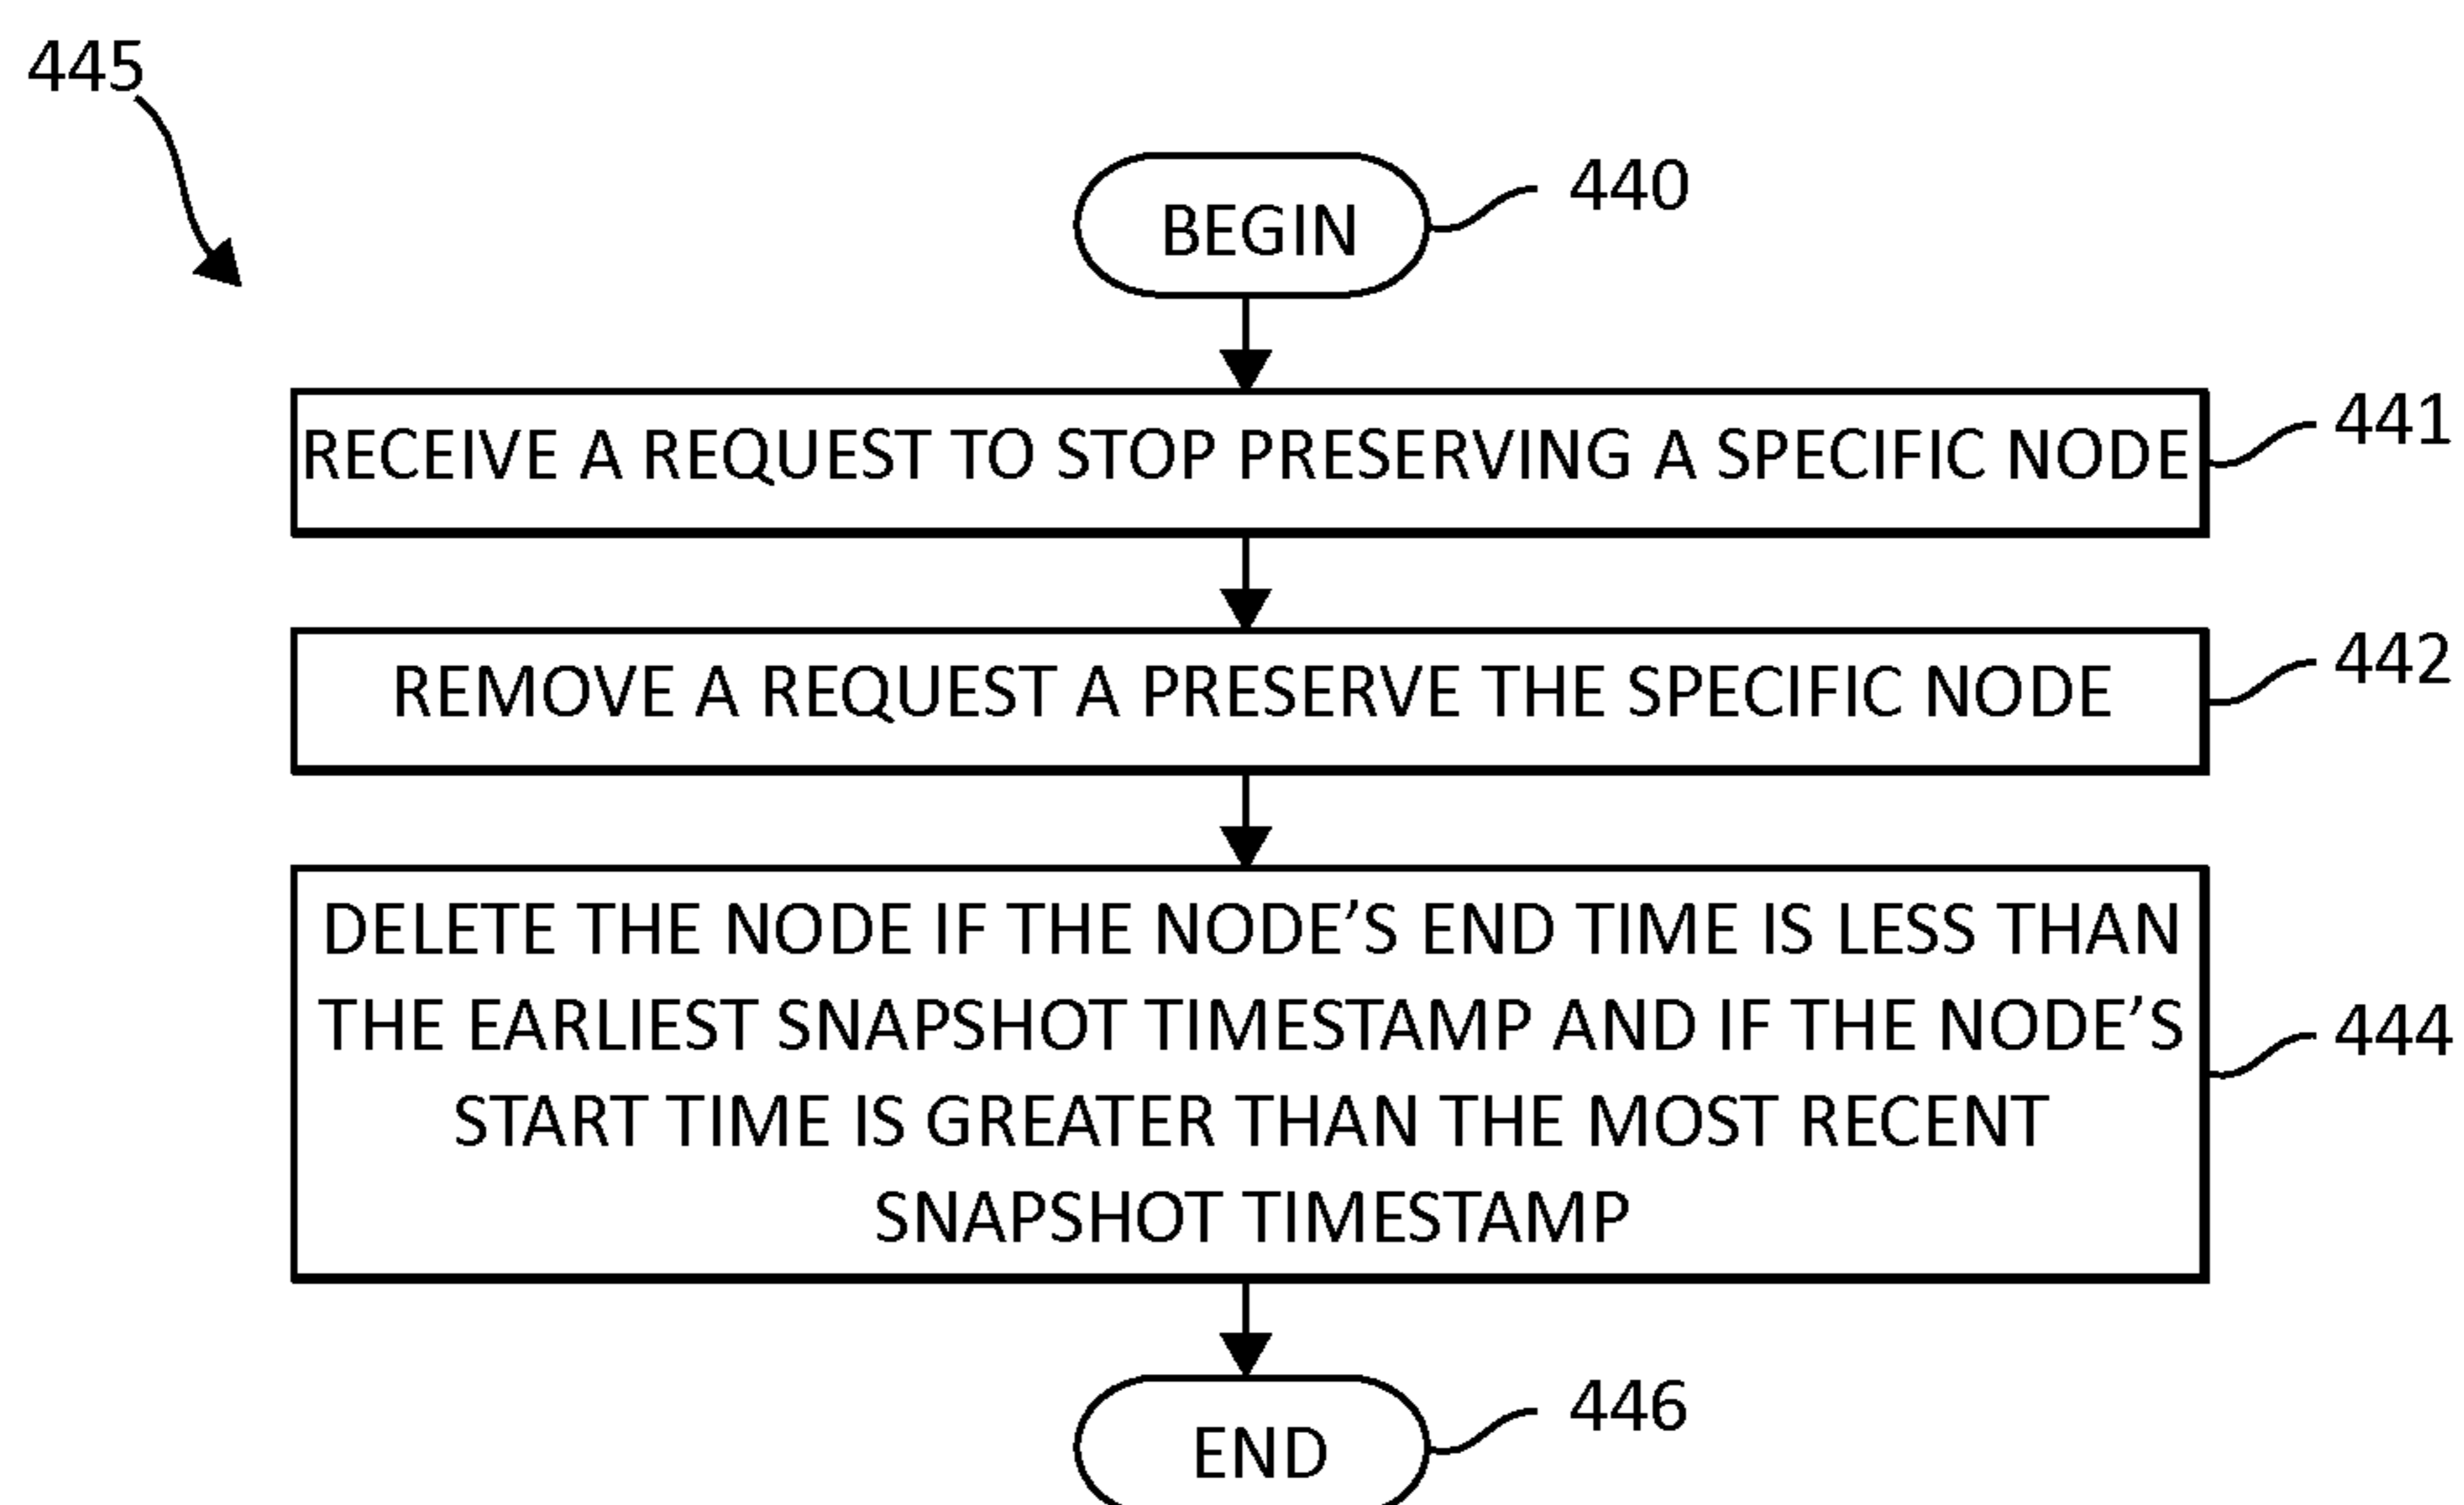 445
BEGIN
440
RECEIVE A REQUEST TO STOP PRESERVING A SPECIFIC NODE
441
REMOVE A REQUEST A PRESERVE THE SPECIFIC NODE
442
DELETE THE NODE IF THE NODE’S END TIME IS LESS THAN
THE EARLIEST SNAPSHOT TIMESTAMP AND IF THE NODE’S
START TIME IS GREATER THAN THE MOST RECENT
SNAPSHOT TIMESTAMP
444
END
446